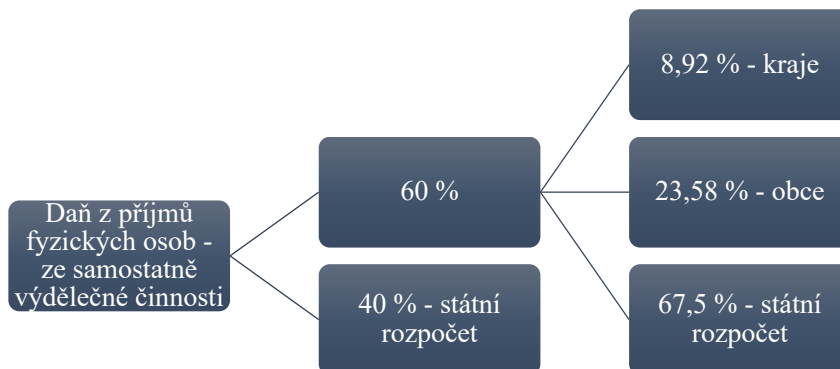 Daň z příjmů
fyzických osob -
ze samostatně
výdělečné činnosti
60 %
40 % - státní
rozpočet
8,92 % - kraje
23,58 % - obce
67,5 % - státní
rozpočet